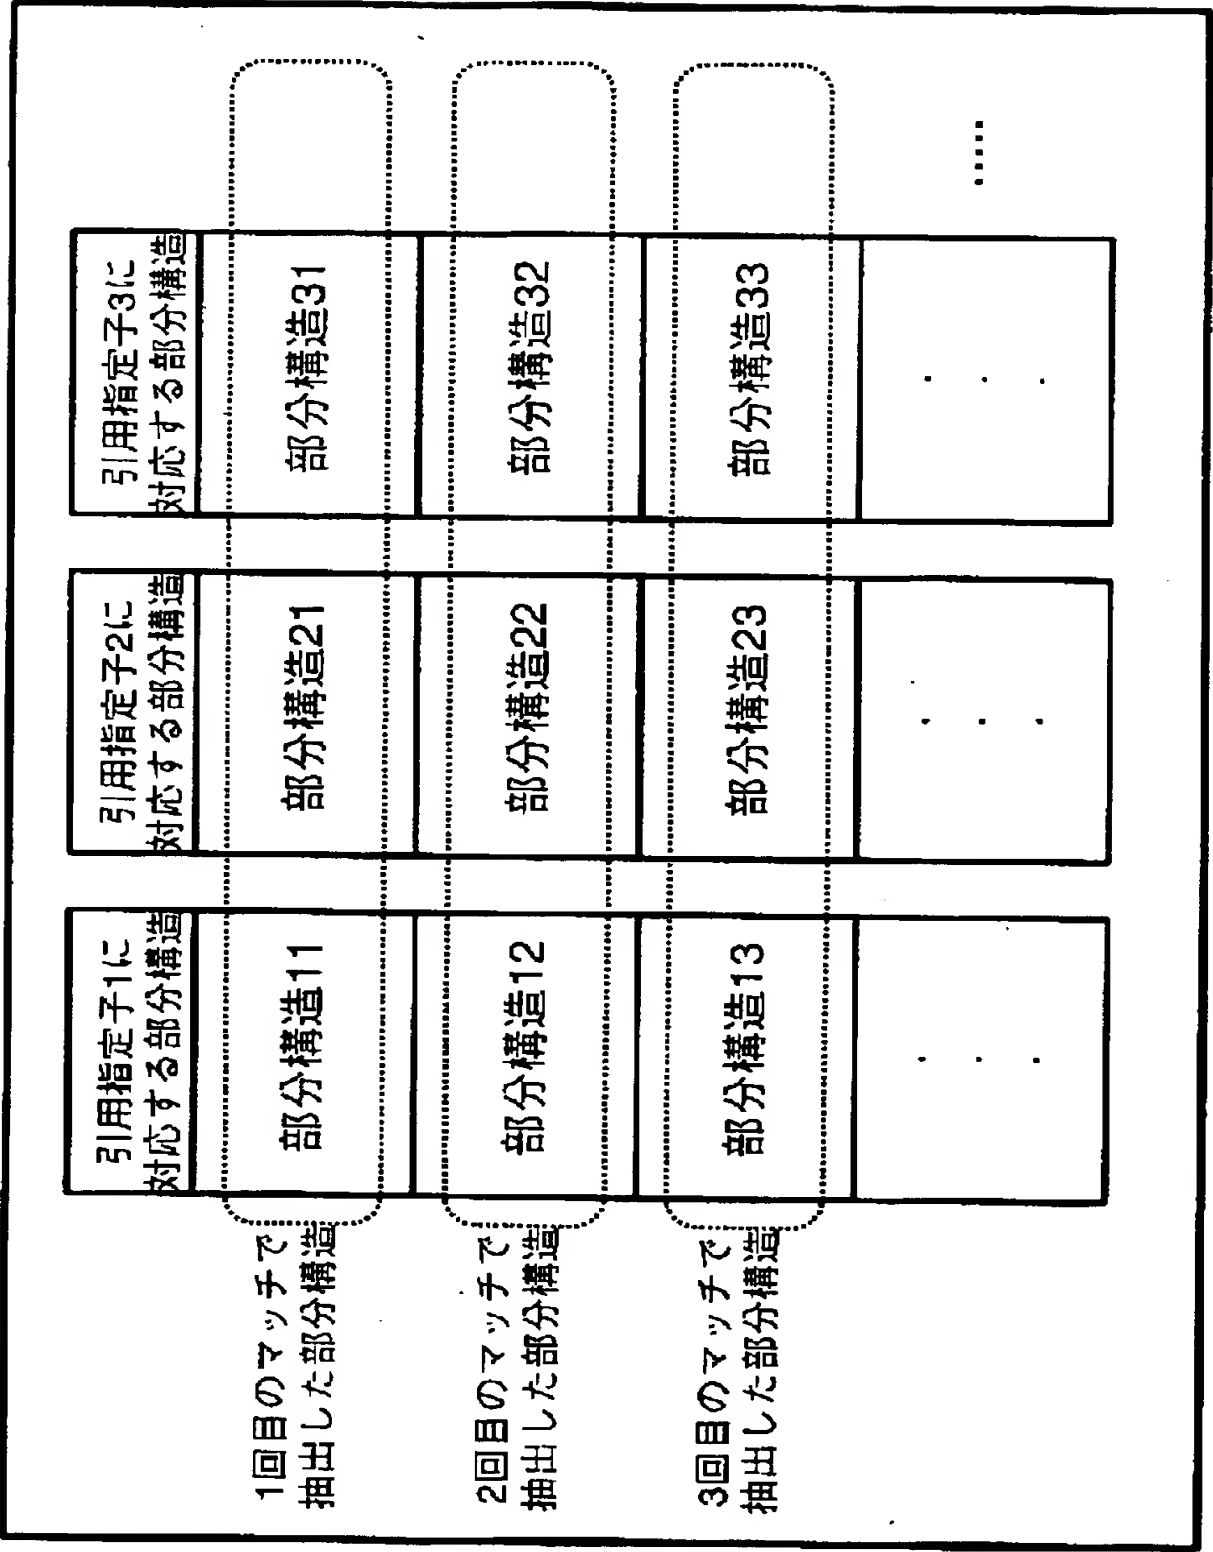 引用指定子1に
対応する部分構造
引用指定子2に
対応する部分構造
引用指定子3に
対応する部分構造
.....
1回目のマッチで
抽出した部分構造
部分構造11
部分構造21
部分構造31
2回目のマッチで
抽出した部分構造
部分構造12
部分構造22
部分構造32
3回目のマッチで
抽出した部分構造
部分構造13
部分構造23
部分構造33